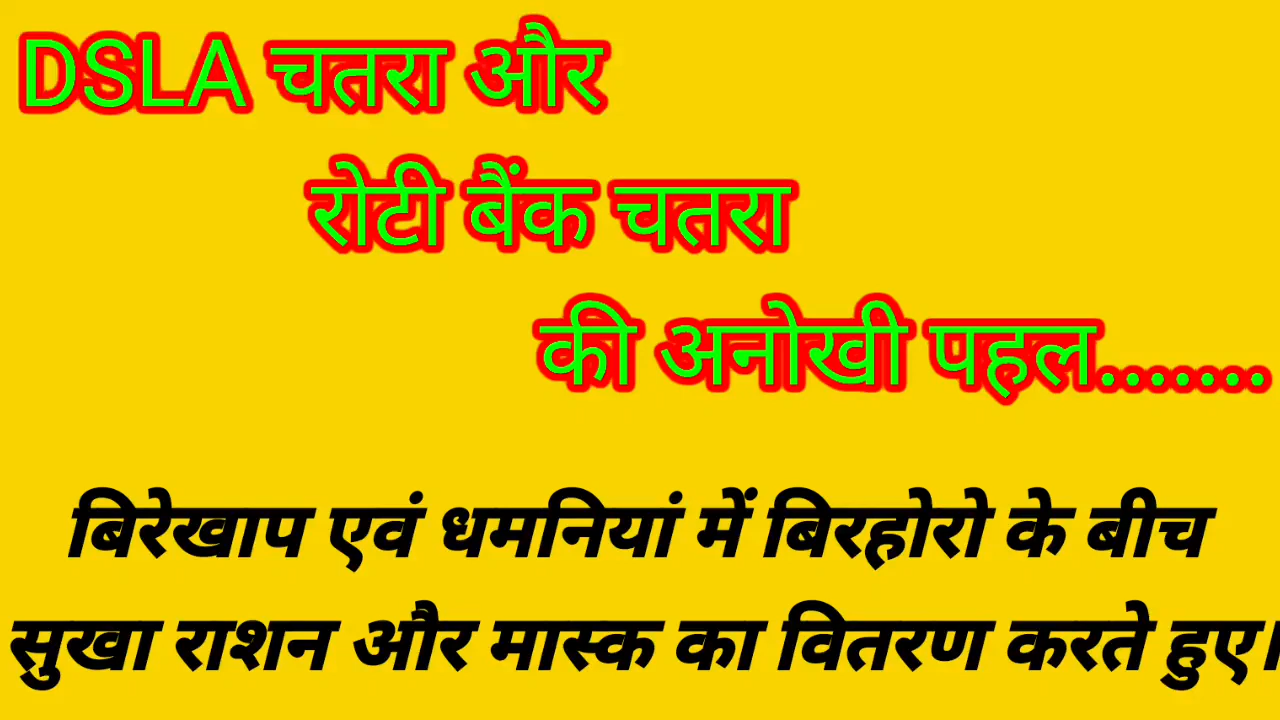 DSLA चतरा और
रोटी बैंक चतरा
की अनोखी पहल.......
बिरेखाप एवं धमनियां में बिरहोरो के बीच
सुखा राशन और मास्क का वितरण करते हुए।